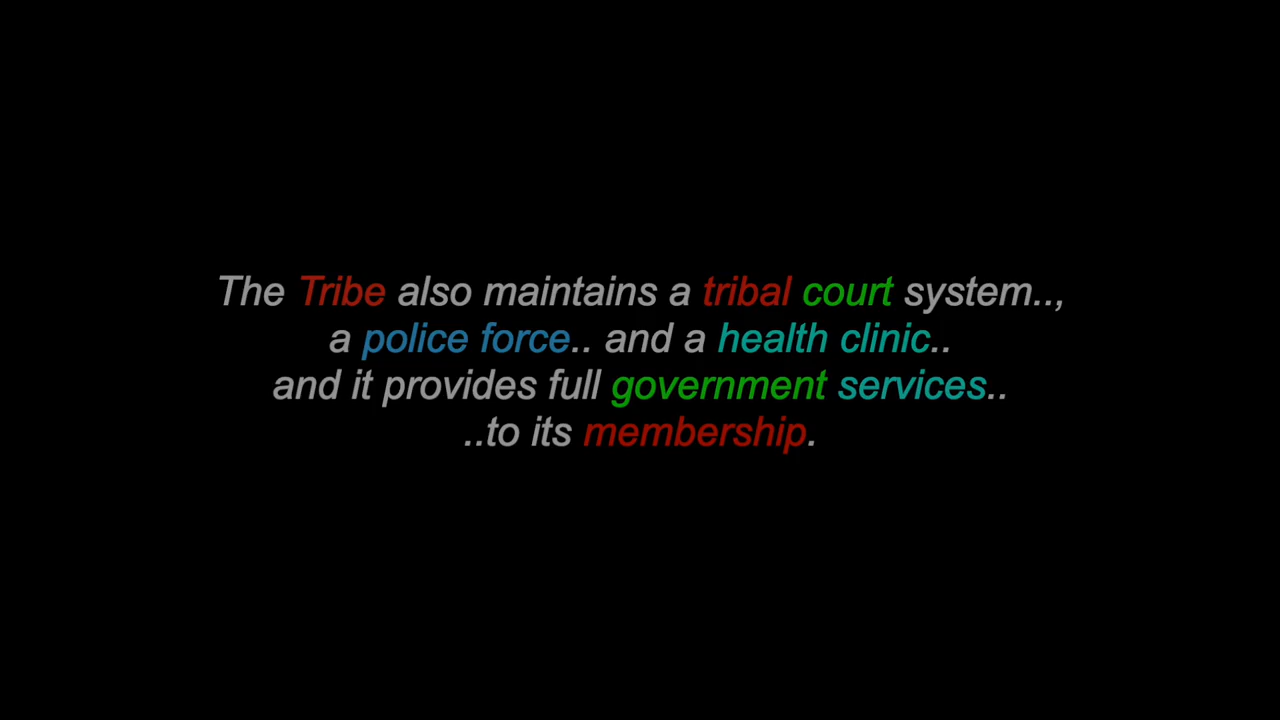 The Tribe also maintains a tribal court system..,
a police force.. and a health clinic..
and it provides full government services..
..to its membership.